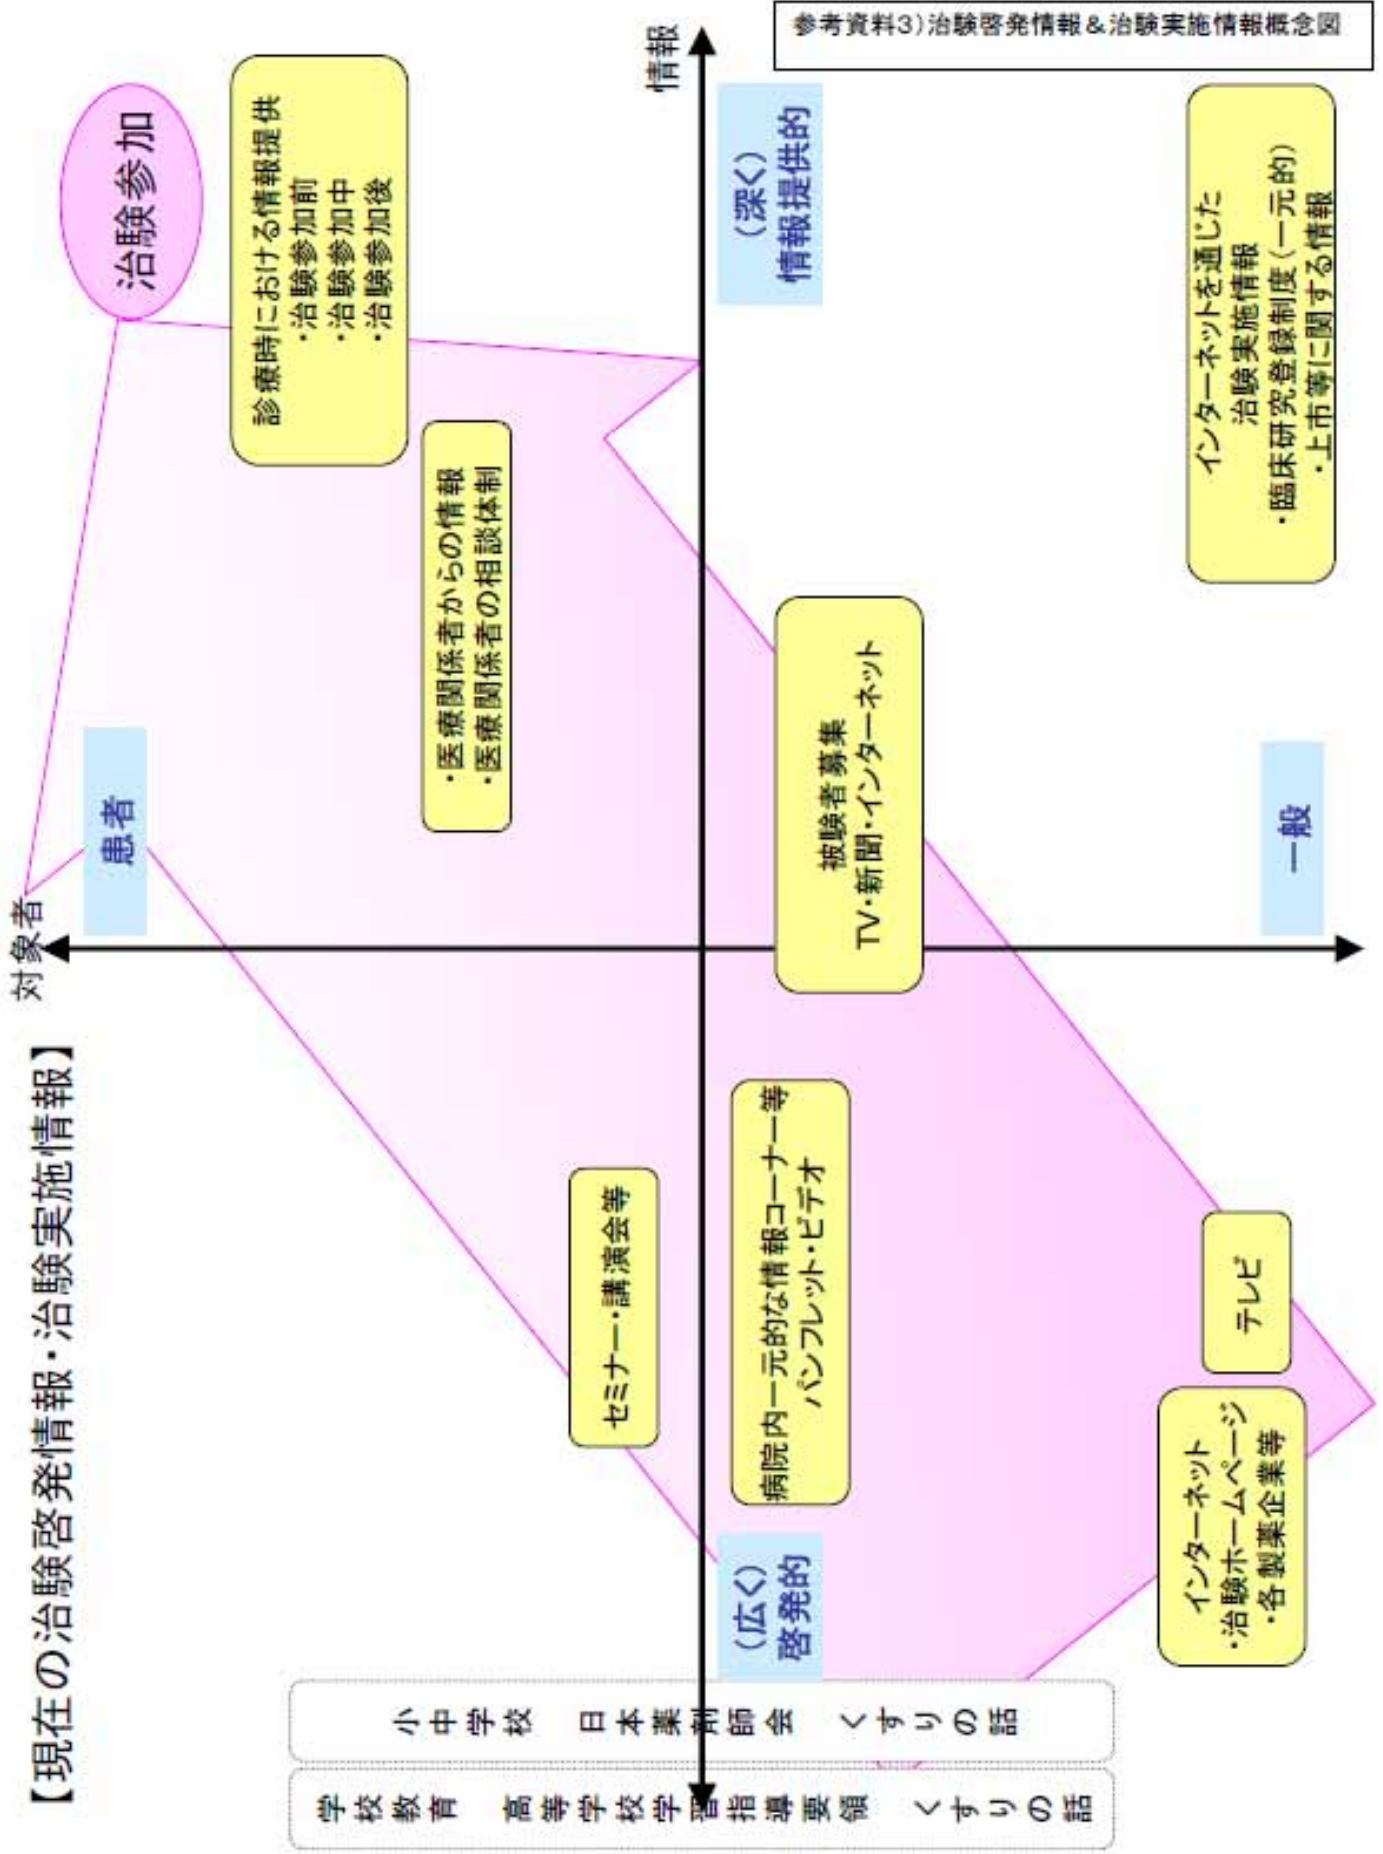 参考資料3)治験啓発情報&治験実施情報概念図
【現在の治験啓発情報・治験実施情報】
対象者
患者
治験参加
診療時における情報提供
・治験参加前
・治験参加中
・治験参加後
・医療関係者からの情報
・医療関係者の相談体制
セミナー・講演会等
情報
(深く)
情報提供的
(広く)
啓発的
病院内一元的な情報コーナー等
パンフレット・ビデオ
被験者募集
TV・新聞・インターネット
インターネットを通じた
治験実施情報
・臨床研究登録制度(一元的)
・上市等に関する情報
テレビ
インターネット
・治験ホームページ
・各製薬企業等
一般
学校教育 高等学校学習指導要領 くすりの話
小中学校 日本薬剤師会 くすりの話